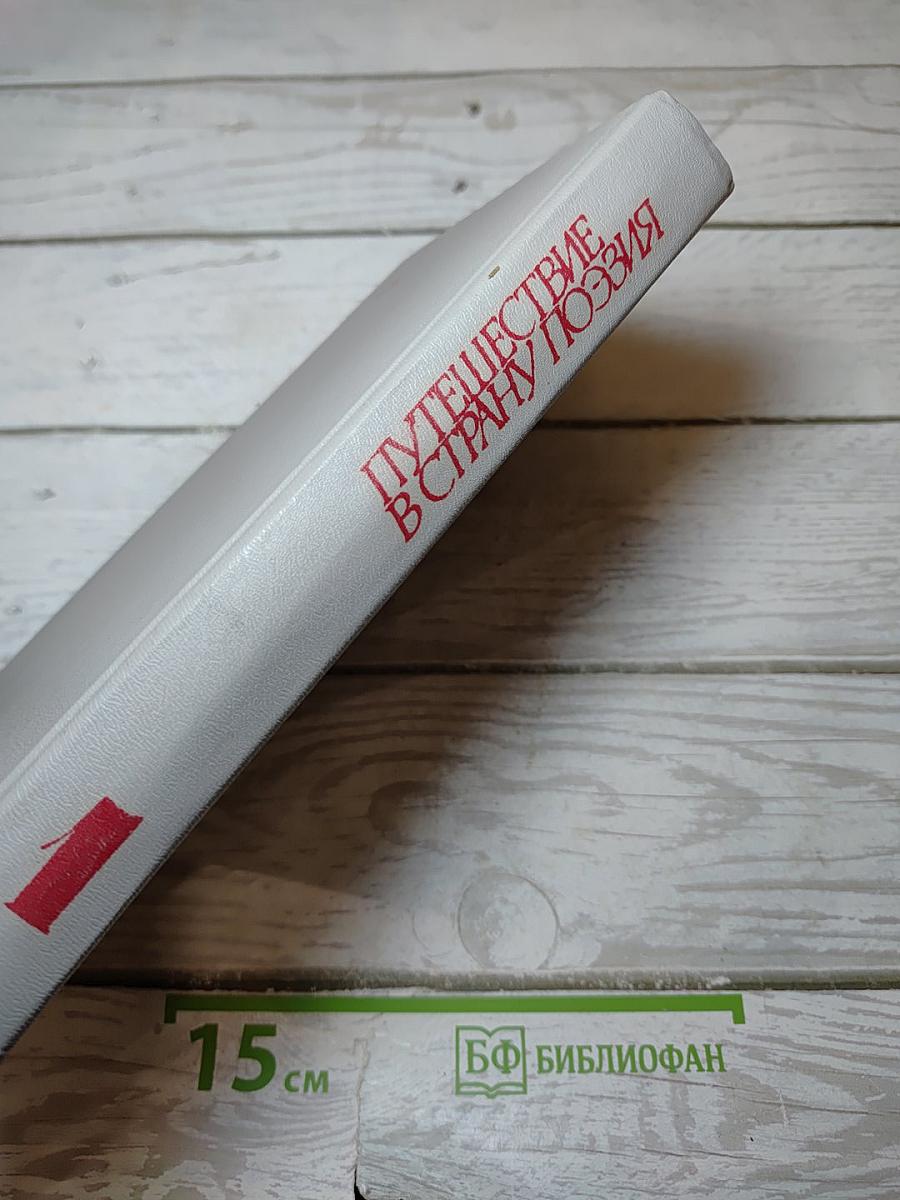 ПУТЕШЕСТВИЕ
В СТРАНУ ПОЭЗИЯ
1
15 см
БФ БИБЛИОФАН